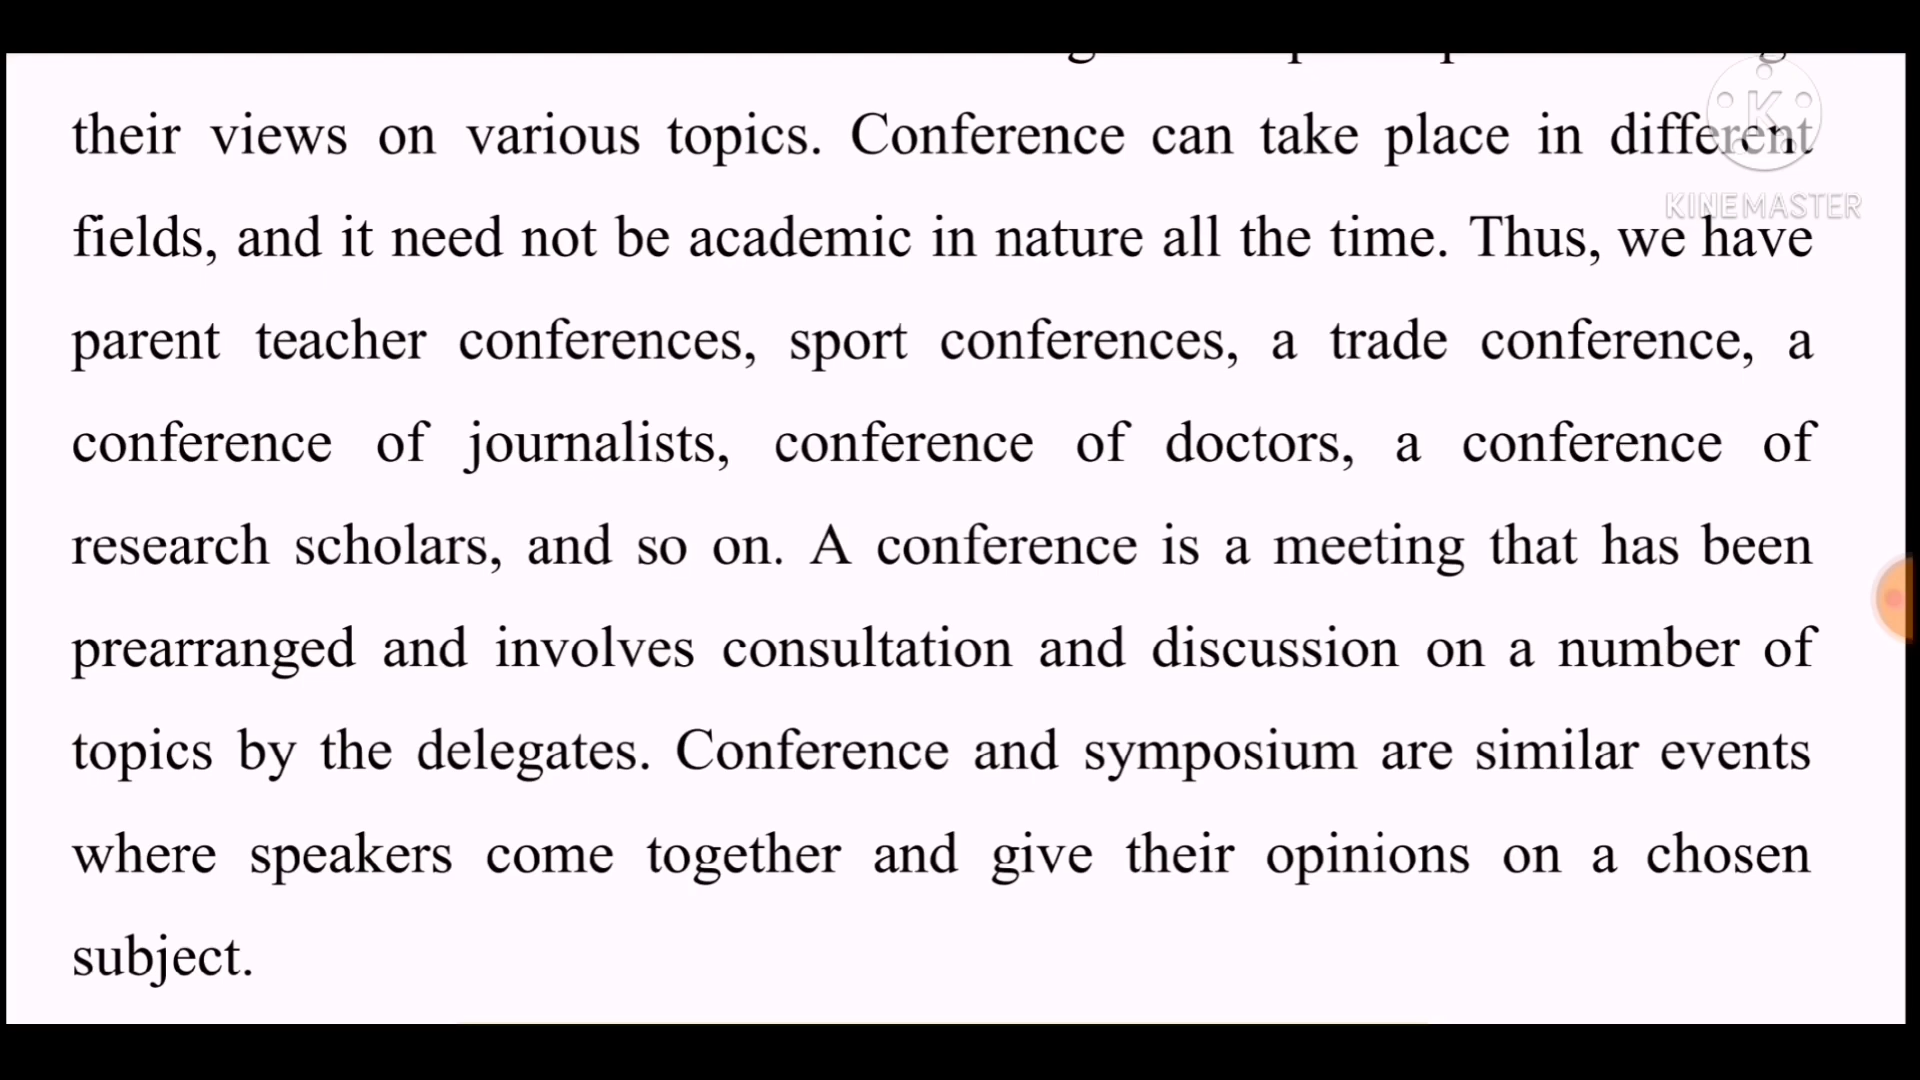 their views on various topics. Conference can take place in different
KINEMASTER
fields, and it need not be academic in nature all the time. Thus, we have
parent teacher conferences, sport conferences, a trade conference, a
conference of journalists, conference of doctors, a conference of
research scholars, and so on. A conference is a meeting that has been
prearranged and involves consultation and discussion on a number of
topics by the delegates. Conference and symposium are similar events
where speakers come together and give their opinions on a chosen
subject.